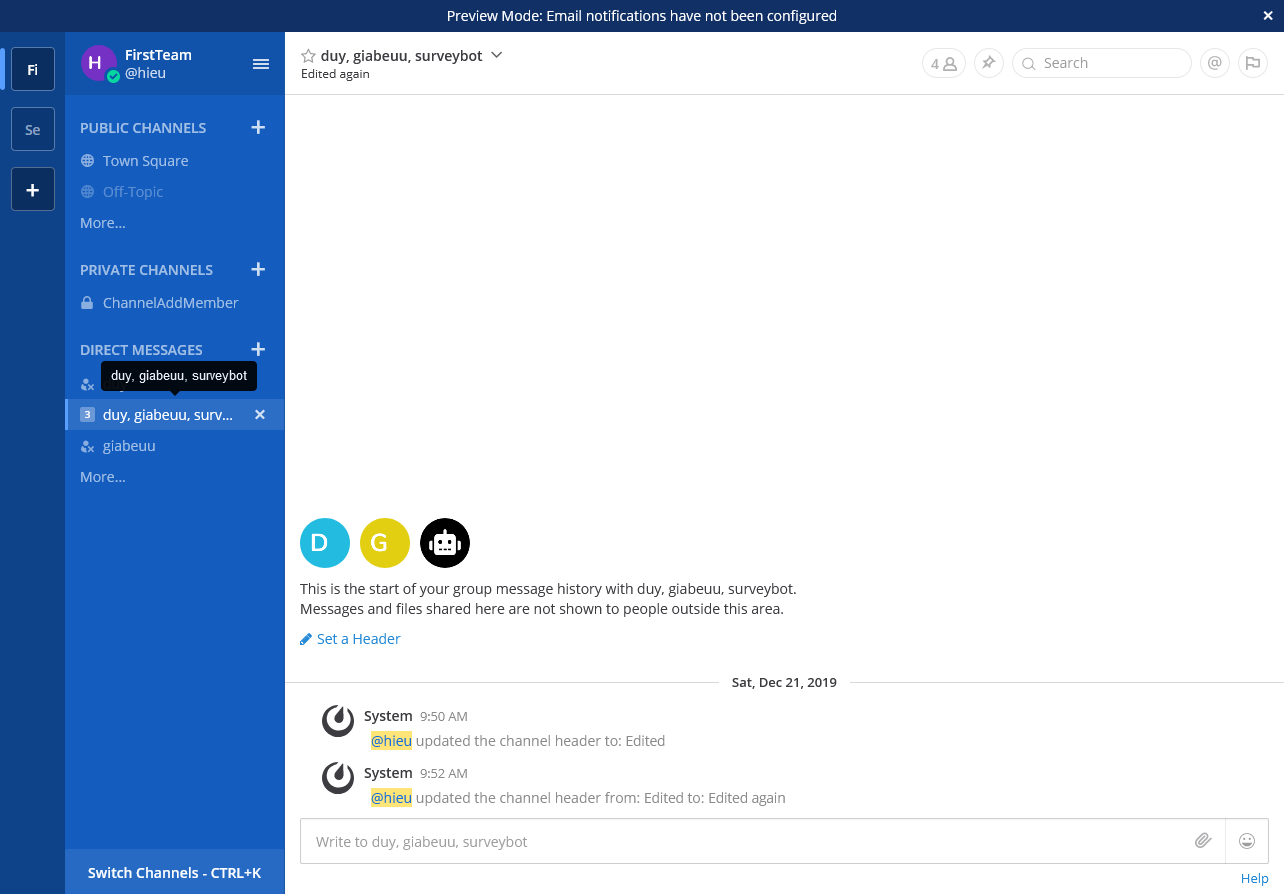 Preview Mode: Email notifications have not been configured
Fi
Se
H
FirstTeam
@hieu
PUBLIC CHANNELS
Town Square
Off-Topic
More...
PRIVATE CHANNELS
ChannelAddMember
DIRECT MESSAGES
duy, giabeuu, surveybot
3 duy, giabeuu, surv...
giabeuu
More...
Switch Channels - CTRL+K
duy, giabeuu, surveybot
Edited again
4
Search
@
D G
This is the start of your group message history with duy, giabeuu, surveybot.
Messages and files shared here are not shown to people outside this area.
Set a Header
Sat, Dec 21, 2019
System 9:50 AM
@hieu updated the channel header to: Edited
System 9:52 AM
@hieu updated the channel header from: Edited to: Edited again
Write to duy, giabeuu, surveybot
Help